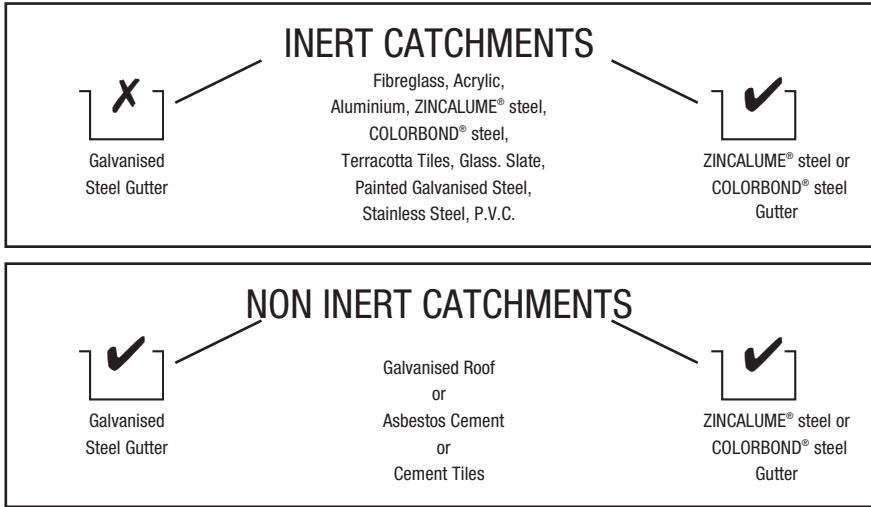 INERT CATCHMENTS
Fibreglass, Acrylic,
Aluminium, ZINCALUME® steel,
COLORBOND® steel,
Terracotta Tiles, Glass. Slate,
Painted Galvanised Steel,
Stainless Steel, P.V.C.
✗
Galvanised
Steel Gutter
✔
ZINCALUME® steel or
COLORBOND® steel
Gutter
NON INERT CATCHMENTS
✔
Galvanised
Steel Gutter
Galvanised Roof
or
Asbestos Cement
or
Cement Tiles
✔
ZINCALUME® steel or
COLORBOND® steel
Gutter